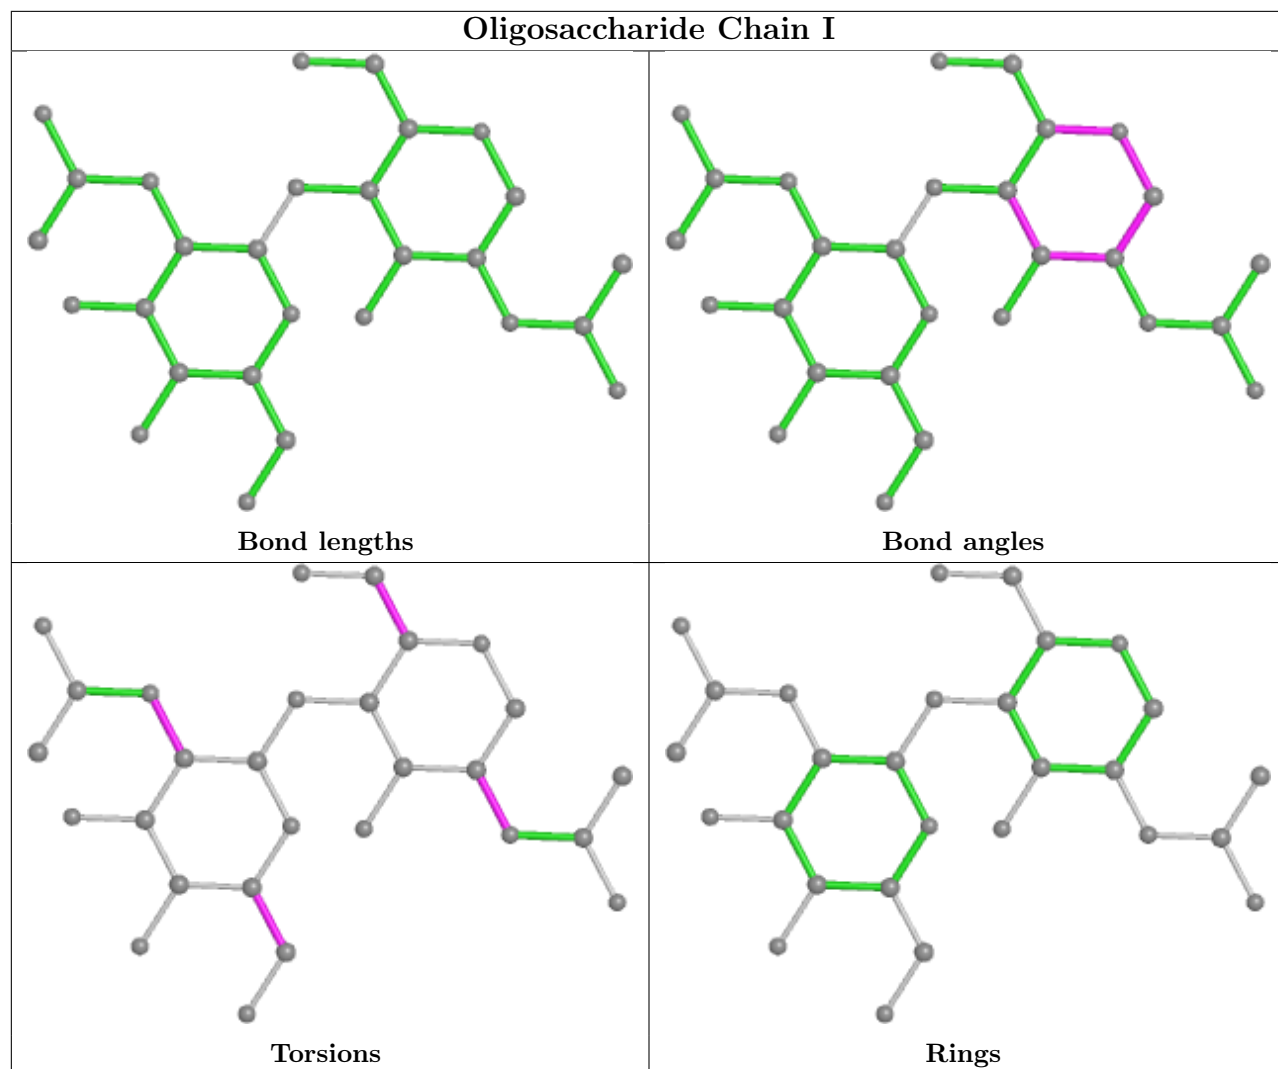 Oligosaccharide Chain I
Bond lengths
Bond angles
Torsions
Rings